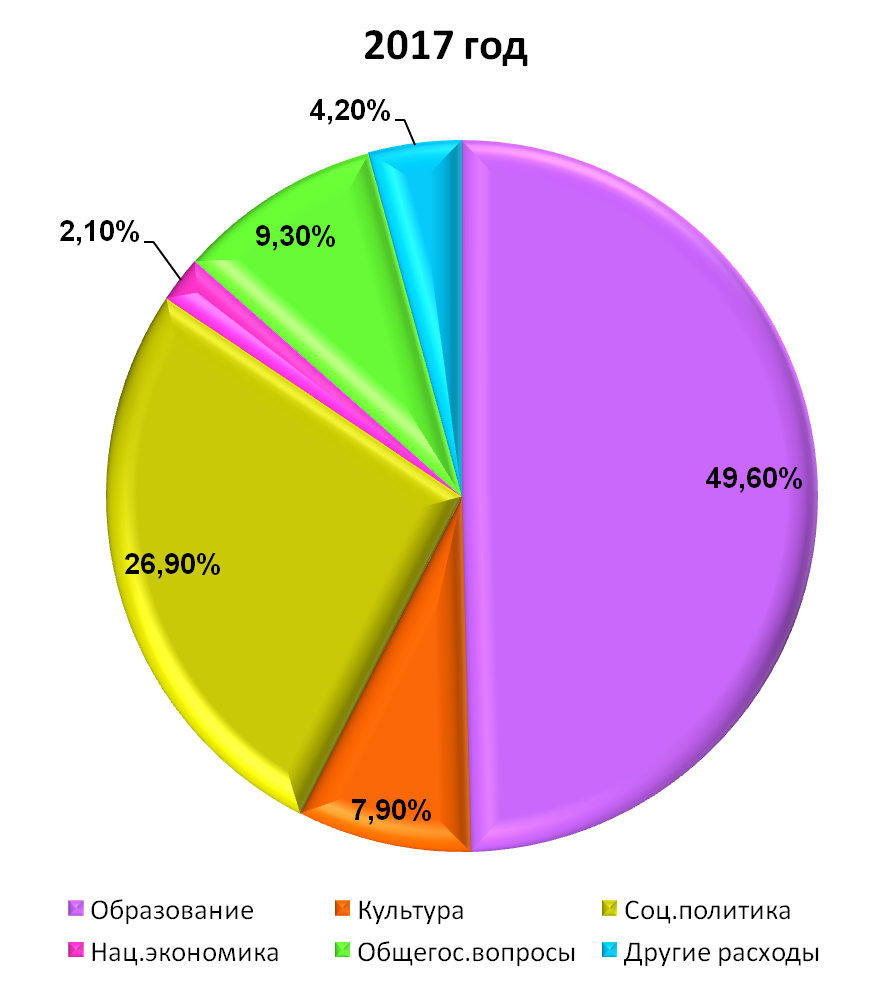 2017 год
4,20%
2,10%
9,30%
49,60%
26,90%
7,90%
Образование
Культура
Соц.политика
Нац.экономика
Общегос.вопросы
Другие расходы